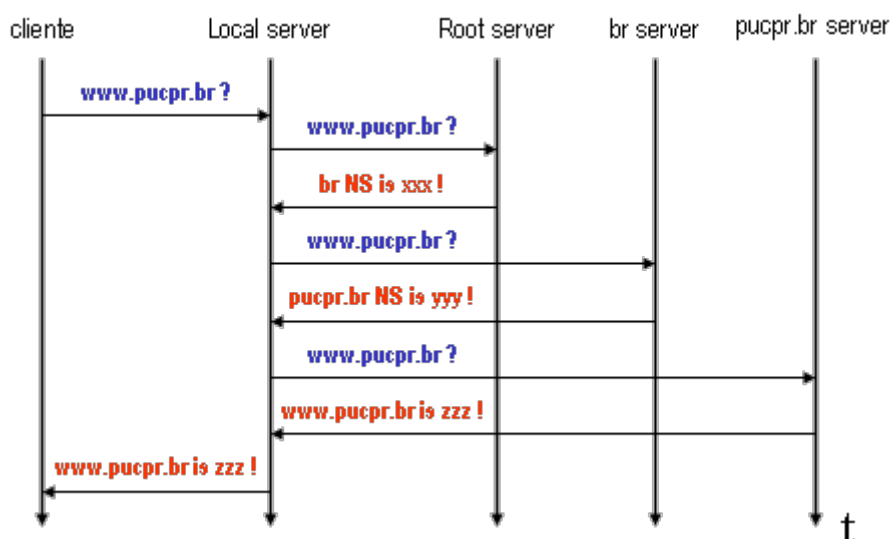 cliente
Local server
Root server
br server
pucpr.br server
www.pucpr.br ?
www.pucpr.br ?
br NS is xxx !
www.pucpr.br ?
pucpr.br NS is yyy !
www.pucpr.br ?
www.pucpr.br is zzz !
www.pucpr.br is zzz !
t